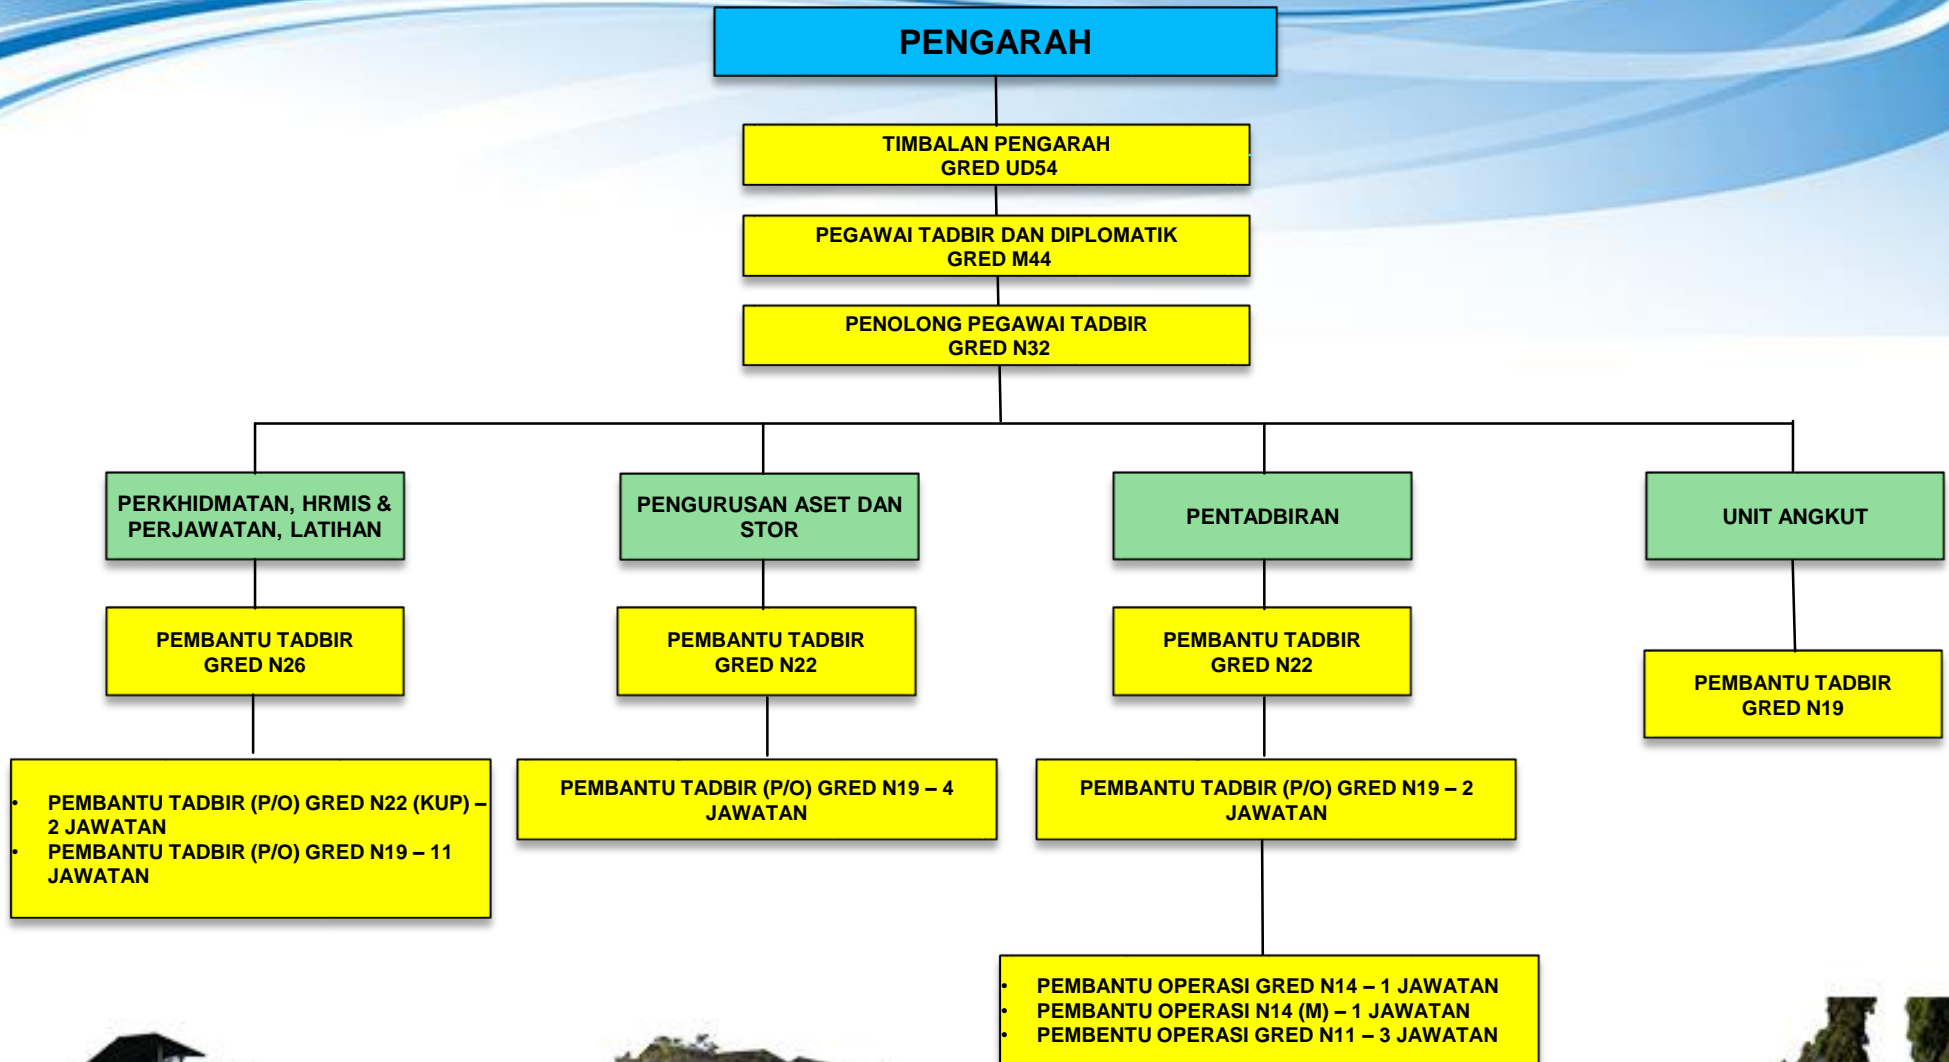 PENGARAH
TIMBALAN PENGARAH
GRED UD54
PEGAWAI TADBIR DAN DIPLOMATIK
GRED M44
PENOLONG PEGAWAI TADBIR
GRED N32
PERKHIDMATAN, HRMIS &
PERJAWATAN, LATIHAN
PEMBANTU TADBIR
GRED N26
• PEMBANTU TADBIR (P/O) GRED N22 (KUP) –
2 JAWATAN
• PEMBANTU TADBIR (P/O) GRED N19 – 11
JAWATAN
PENGURUSAN ASET DAN
STOR
PEMBANTU TADBIR
GRED N22
PEMBANTU TADBIR (P/O) GRED N19 – 4
JAWATAN
PENTADBIRAN
PEMBANTU TADBIR
GRED N22
PEMBANTU TADBIR (P/O) GRED N19 – 2
JAWATAN
• PEMBANTU OPERASI GRED N14 – 1 JAWATAN
• PEMBANTU OPERASI N14 (M) – 1 JAWATAN
• PEMBENTU OPERASI GRED N11 – 3 JAWATAN
UNIT ANGKUT
PEMBANTU TADBIR
GRED N19